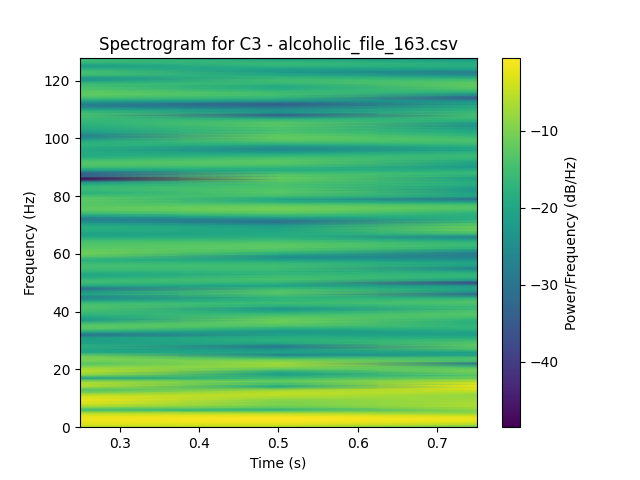 Spectrogram for C3 - alcoholic_file_163.csv
120
100
80
60
40
20
0
Frequency (Hz)
0.3 0.4 0.5 0.6 0.7
Time (s)
−10
−20
−30
−40
Power/Frequency (dB/Hz)